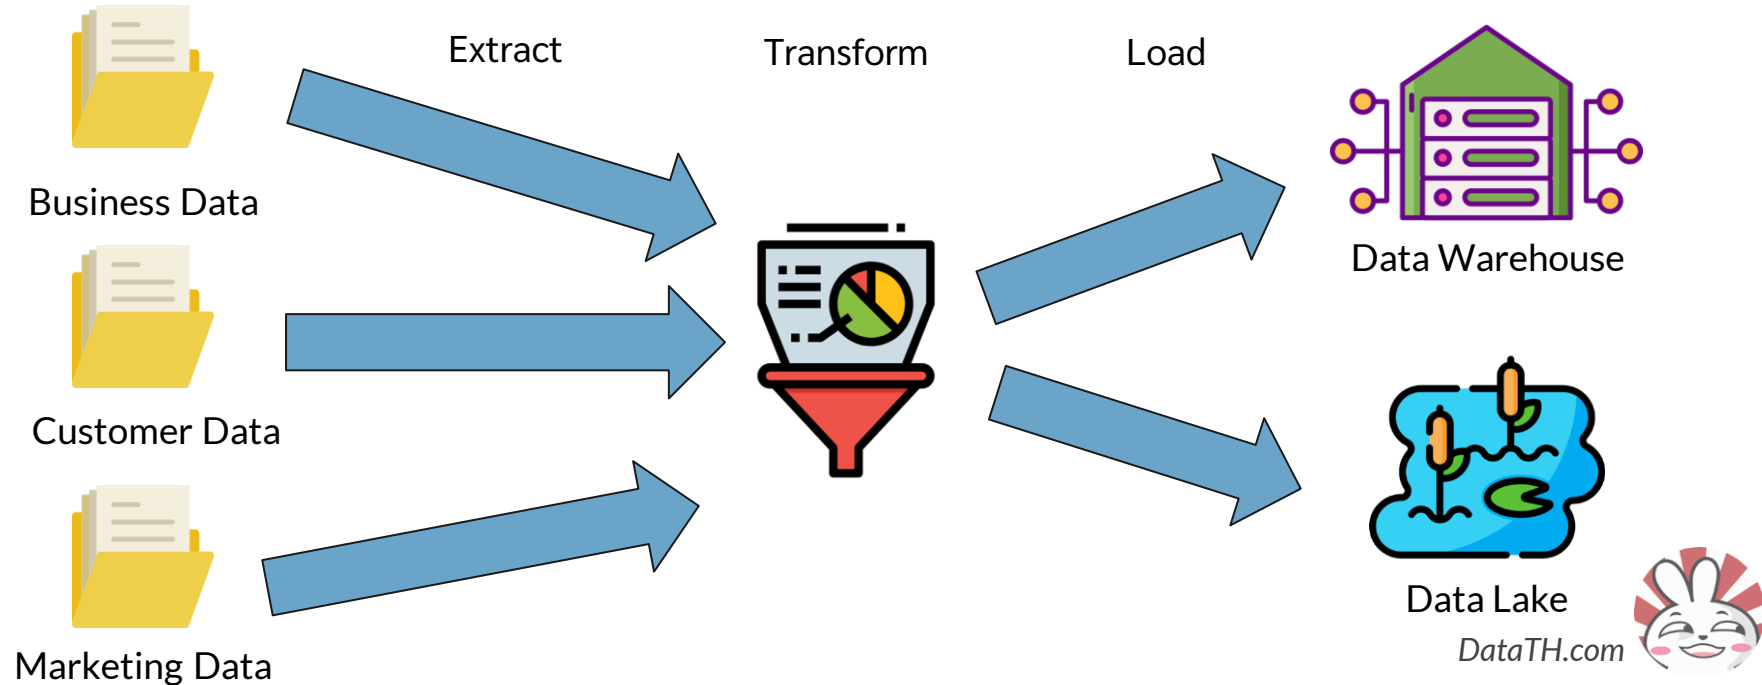 Extract
Transform
Load
Business Data
Customer Data
Marketing Data
Data Warehouse
Data Lake
DataTH.com